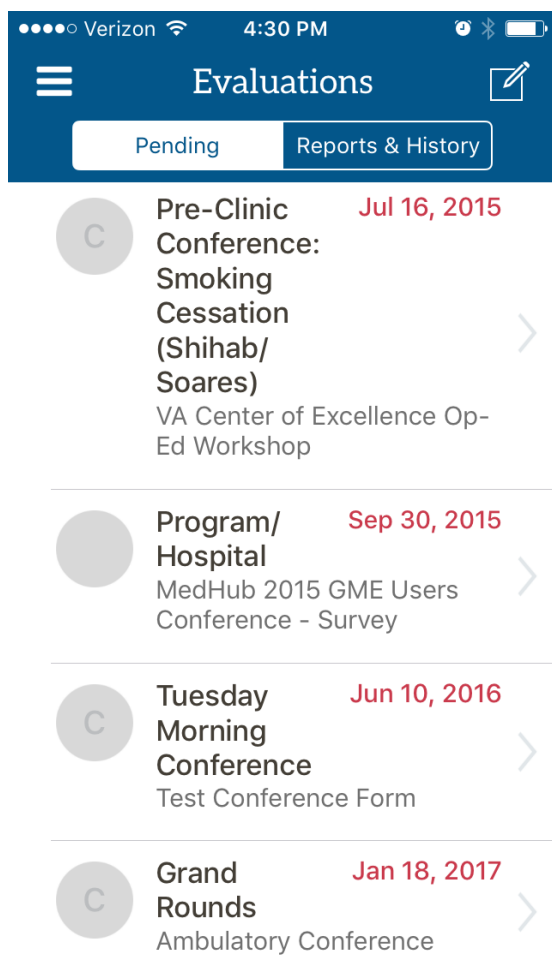 Verizon 4:30 PM
Evaluations
Pending Reports & History
C Pre-Clinic Jul 16, 2015
Conference:
Smoking
Cessation
(Shihab/
Soares)
VA Center of Excellence Op-
Ed Workshop
Program/ Sep 30, 2015
Hospital
MedHub 2015 GME Users
Conference - Survey
C Tuesday Jun 10, 2016
Morning
Conference
Test Conference Form
C Grand Jan 18, 2017
Rounds
Ambulatory Conference